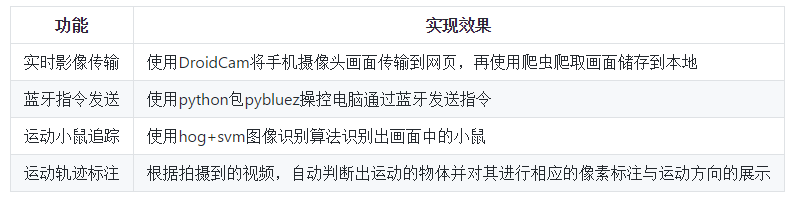 功能 实现效果
实时影像传输 使用DroidCam将手机摄像头画面传输到网页，再使用爬虫爬取画面储存到本地
蓝牙指令发送 使用python包pybluez操控电脑通过蓝牙发送指令
运动小鼠追踪 使用hog+svm图像识别算法识别出画面中的小鼠
运动轨迹标注 根据拍摄到的视频，自动判断出运动的物体并对其进行相应的像素标注与运动方向的展示